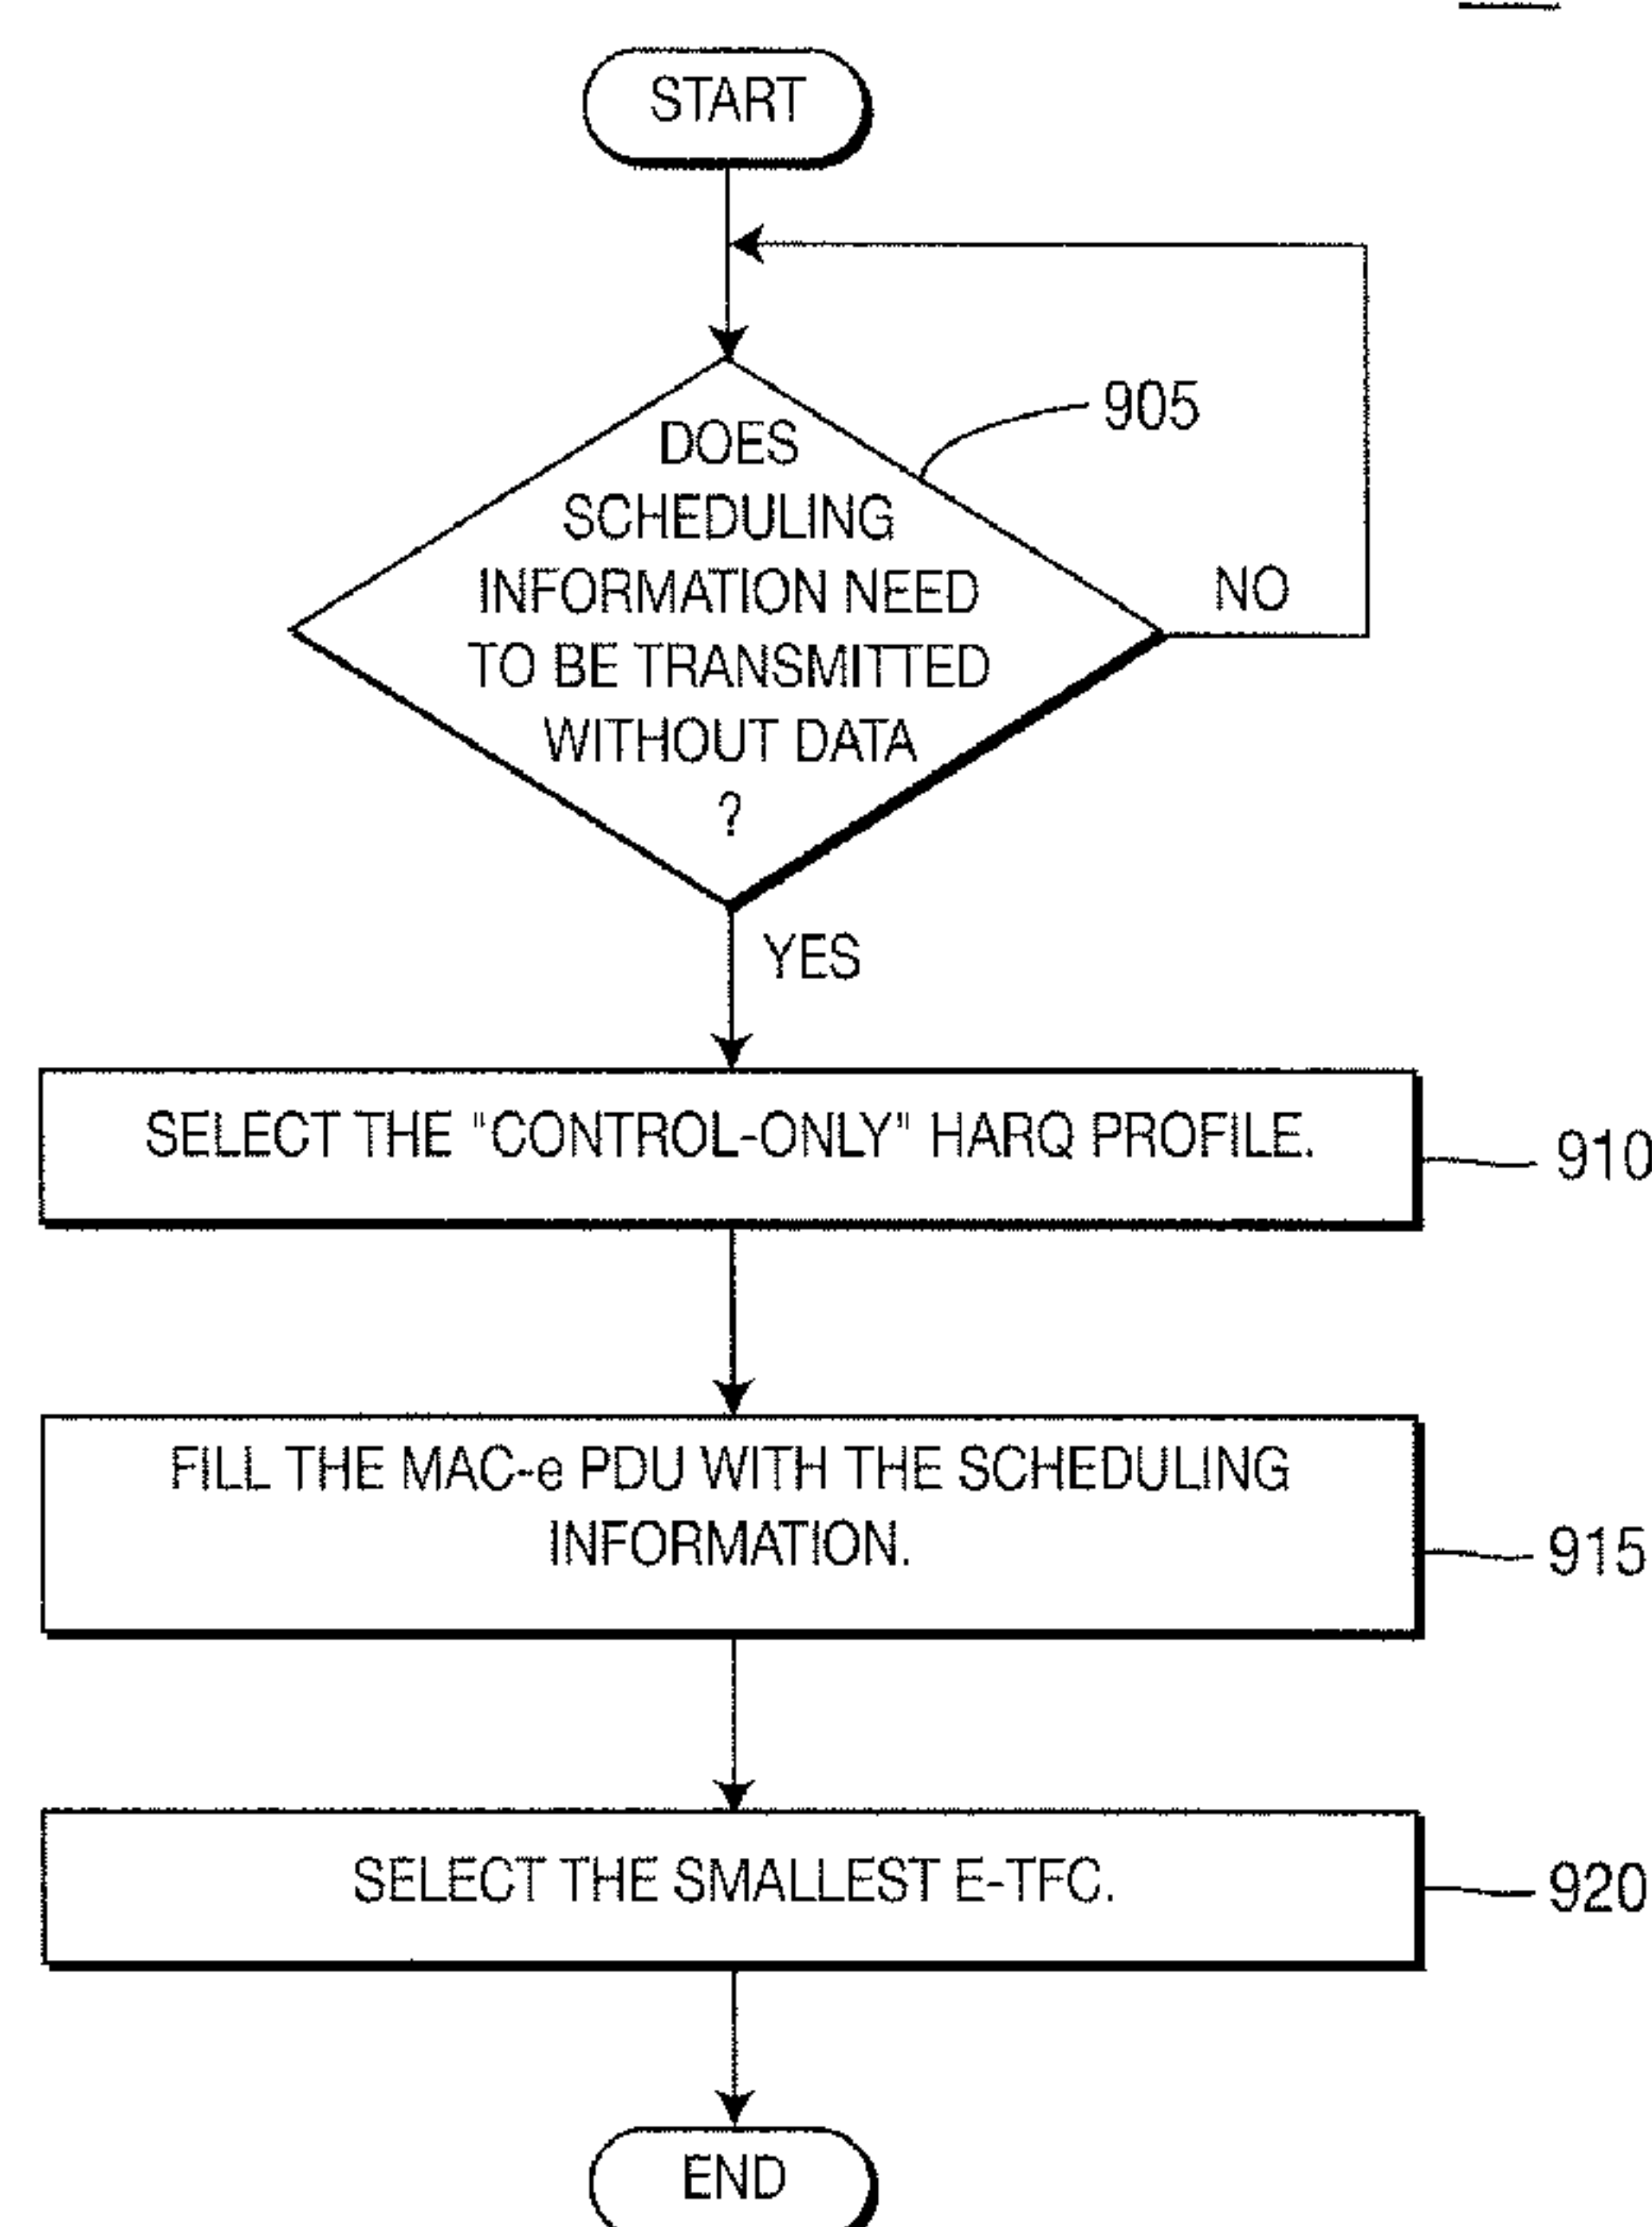 START
905
DOES
SCHEDULING
INFORMATION NEED
TO BE TRANSMITTED
WITHOUT DATA
?
NO
YES
SELECT THE "CONTROL-ONLY" HARQ PROFILE.
910
FILL THE MAC-e PDU WITH THE SCHEDULING
INFORMATION.
915
SELECT THE SMALLEST E-TFC.
920
END